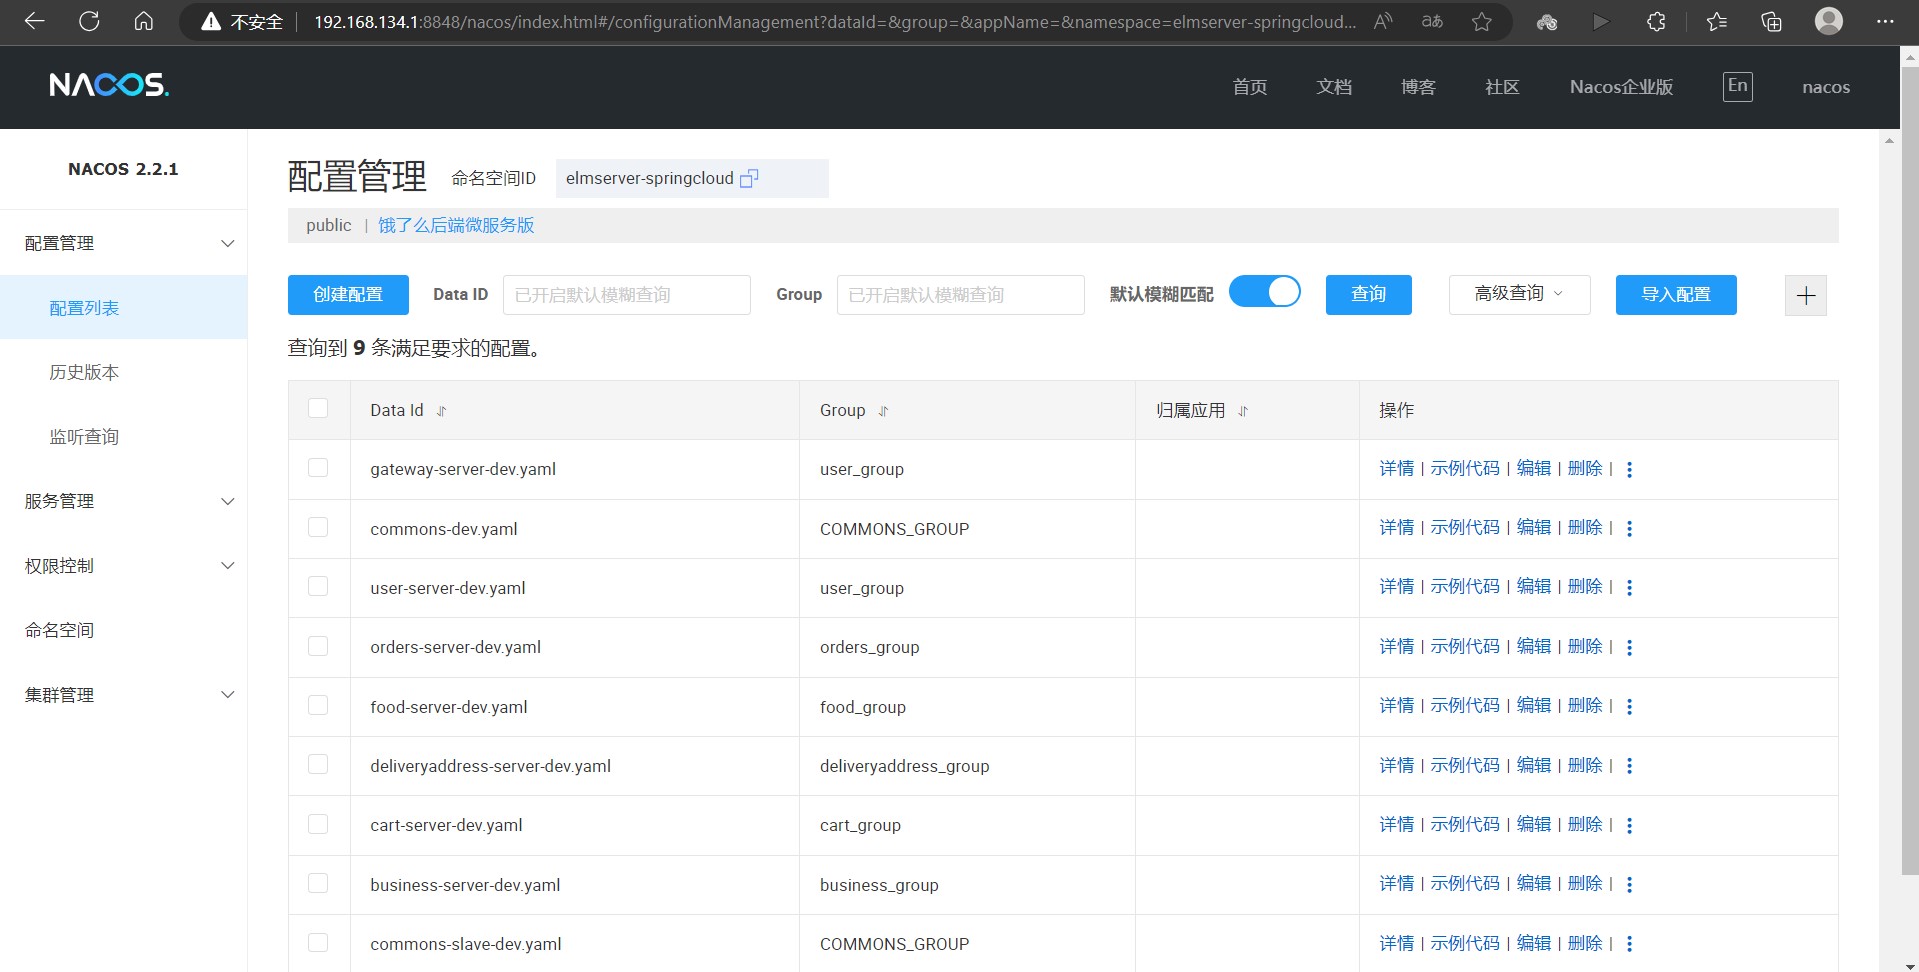 不安全 192.168.134.1:8848/nacos/index.html#/configurationManagement?dataId=&group=&appName=&namespace=elmserver-springcloud...
NACOS.
首页 文档 博客 社区 Nacos企业版 En nacos
NACOS 2.2.1
配置管理
配置列表
历史版本
监听查询
服务管理
权限控制
命名空间
集群管理
配置管理 命名空间ID elmserver-springcloud
public | 饿了么后端微服务版
创建配置 Data ID 已开启默认模糊查询 Group 已开启默认模糊查询 默认模糊匹配 查询 高级查询 导入配置
查询到 9 条满足要求的配置。
Data Id Group 归属应用 操作
gateway-server-dev.yaml user_group 详情 | 示例代码 | 编辑 | 删除 |
commons-dev.yaml COMMONS_GROUP 详情 | 示例代码 | 编辑 | 删除 |
user-server-dev.yaml user_group 详情 | 示例代码 | 编辑 | 删除 |
orders-server-dev.yaml orders_group 详情 | 示例代码 | 编辑 | 删除 |
food-server-dev.yaml food_group 详情 | 示例代码 | 编辑 | 删除 |
deliveryaddress-server-dev.yaml deliveryaddress_group 详情 | 示例代码 | 编辑 | 删除 |
cart-server-dev.yaml cart_group 详情 | 示例代码 | 编辑 | 删除 |
business-server-dev.yaml business_group 详情 | 示例代码 | 编辑 | 删除 |
commons-slave-dev.yaml COMMONS_GROUP 详情 | 示例代码 | 编辑 | 删除 |